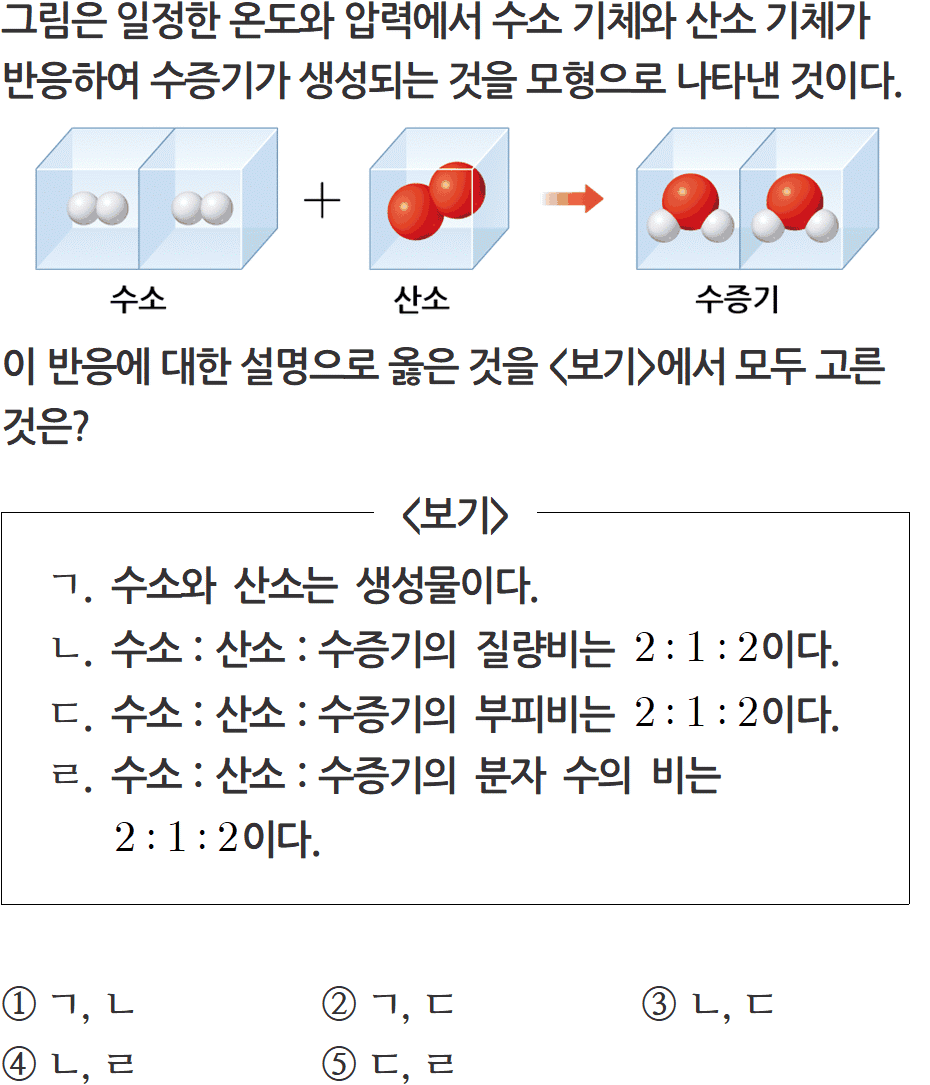 그림은 일정한 온도와 압력에서 수소 기체와 산소 기체가
반응하여 수증기가 생성되는 것을 모형으로 나타낸 것이다.
+
수소 산소 수증기
이 반응에 대한 설명으로 옳은 것을 <보기>에서 모두 고른
것은?
<보기>
ㄱ. 수소와 산소는 생성물이다.
ㄴ. 수소 : 산소 : 수증기의 질량비는 2 : 1 : 2이다.
ㄷ. 수소 : 산소 : 수증기의 부피비는 2 : 1 : 2이다.
ㄹ. 수소 : 산소 : 수증기의 분자 수의 비는
2 : 1 : 2이다.
① ㄱ, ㄴ ② ㄱ, ㄷ ③ ㄴ, ㄷ
④ ㄴ, ㄹ ⑤ ㄷ, ㄹ